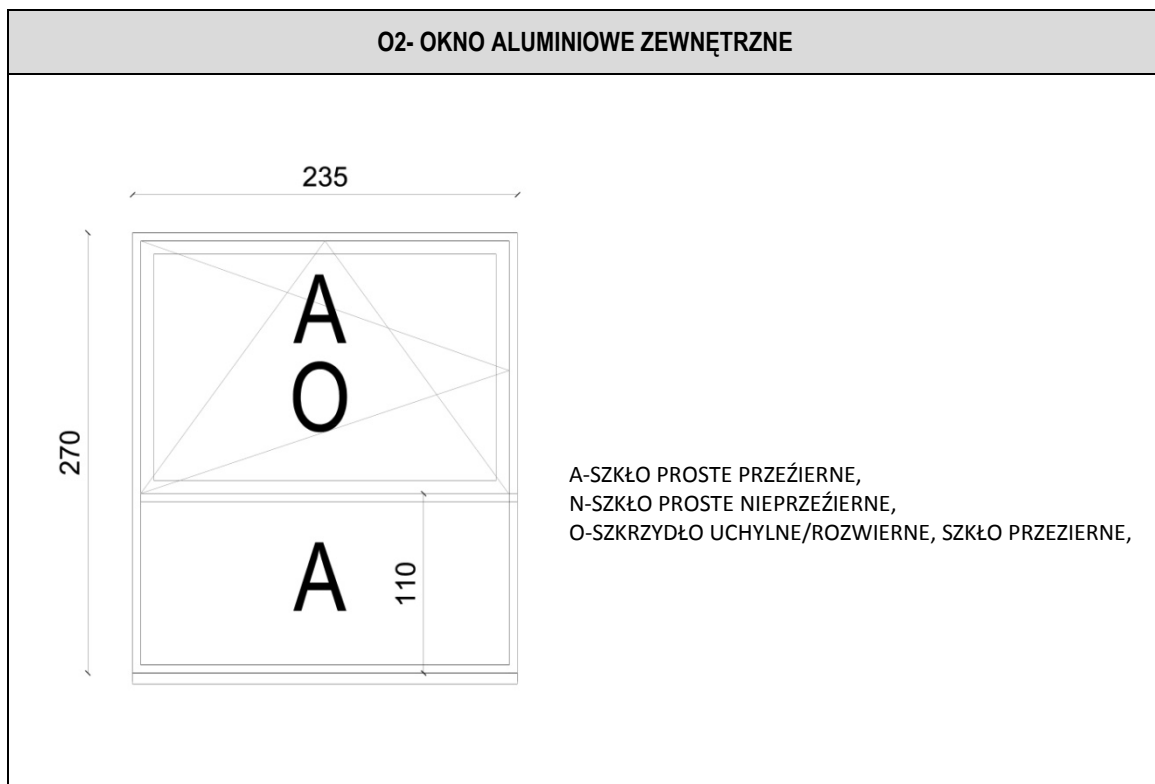 O2- OKNO ALUMINIOWE ZEWNĘTRZNE
235
270
A
O
A
110
A-SZKŁO PROSTE PRZEŹIERNE,
N-SZKŁO PROSTE NIEPRZEŹIERNE,
O-SZKRZYDŁO UCHYLNE/ROZWIERNE, SZKŁO PRZEZIERNE,